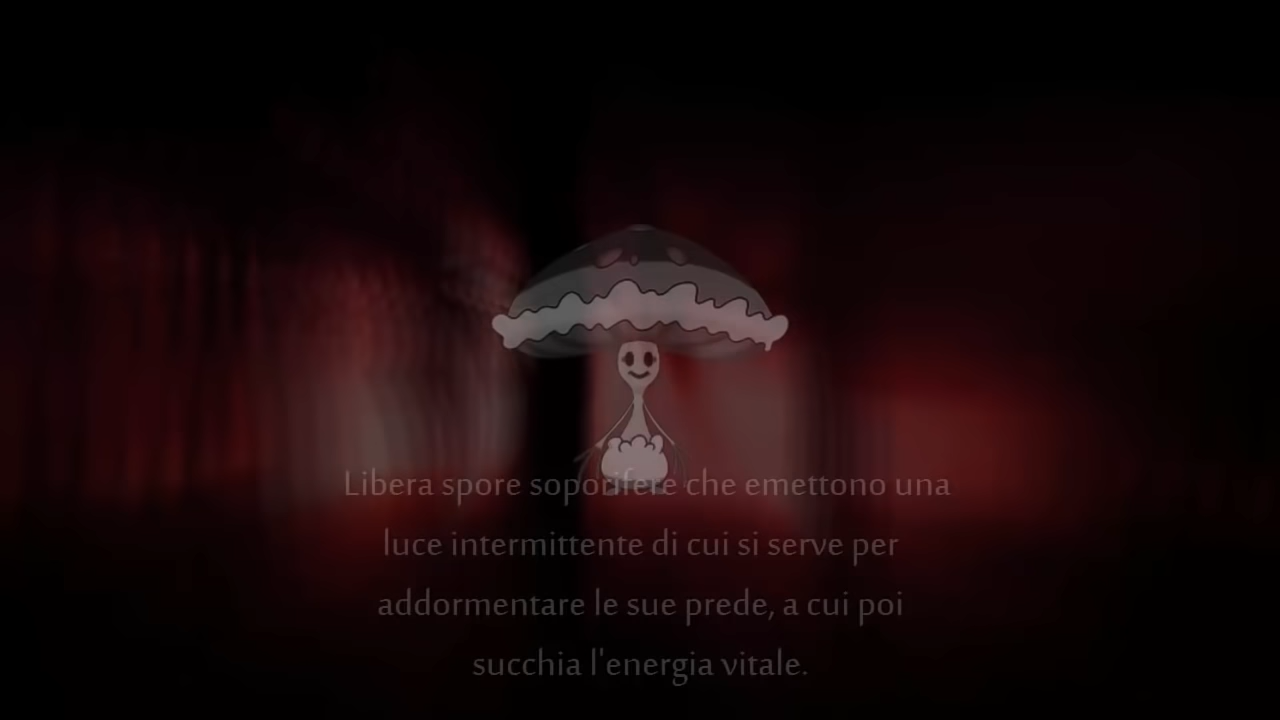 Libera spore soporifere che emettono una
luce intermittente di cui si serve per
addormentare le sue prede, a cui poi
succhia l'energia vitale.